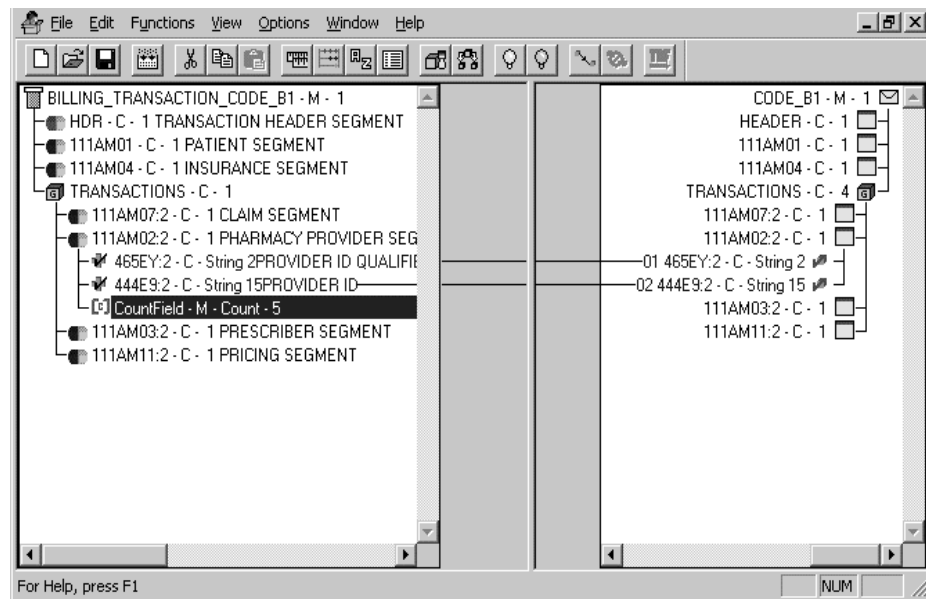 File Edit Functions View Options Window Help
BILLING_TRANSACTION_CODE_B1 - M - 1
HDR - C - 1 TRANSACTION HEADER SEGMENT
111AM01 - C - 1 PATIENT SEGMENT
111AM04 - C - 1 INSURANCE SEGMENT
TRANSACTIONS - C - 1
111AM07:2 - C - 1 CLAIM SEGMENT
111AM02:2 - C - 1 PHARMACY PROVIDER SEG
465EY:2 - C - String 2PROVIDER ID QUALIFIE
444E9:2 - C - String 15PROVIDER ID
CountField - M - Count - 5
111AM03:2 - C - 1 PRESCRIBER SEGMENT
111AM11:2 - C - 1 PRICING SEGMENT
CODE_B1 - M - 1
HEADER - C - 1
111AM01 - C - 1
111AM04 - C - 1
TRANSACTIONS - C - 4
111AM07:2 - C - 1
111AM02:2 - C - 1
01 465EY:2 - C - String 2
02 444E9:2 - C - String 15
111AM03:2 - C - 1
111AM11:2 - C - 1
For Help, press F1
NUM